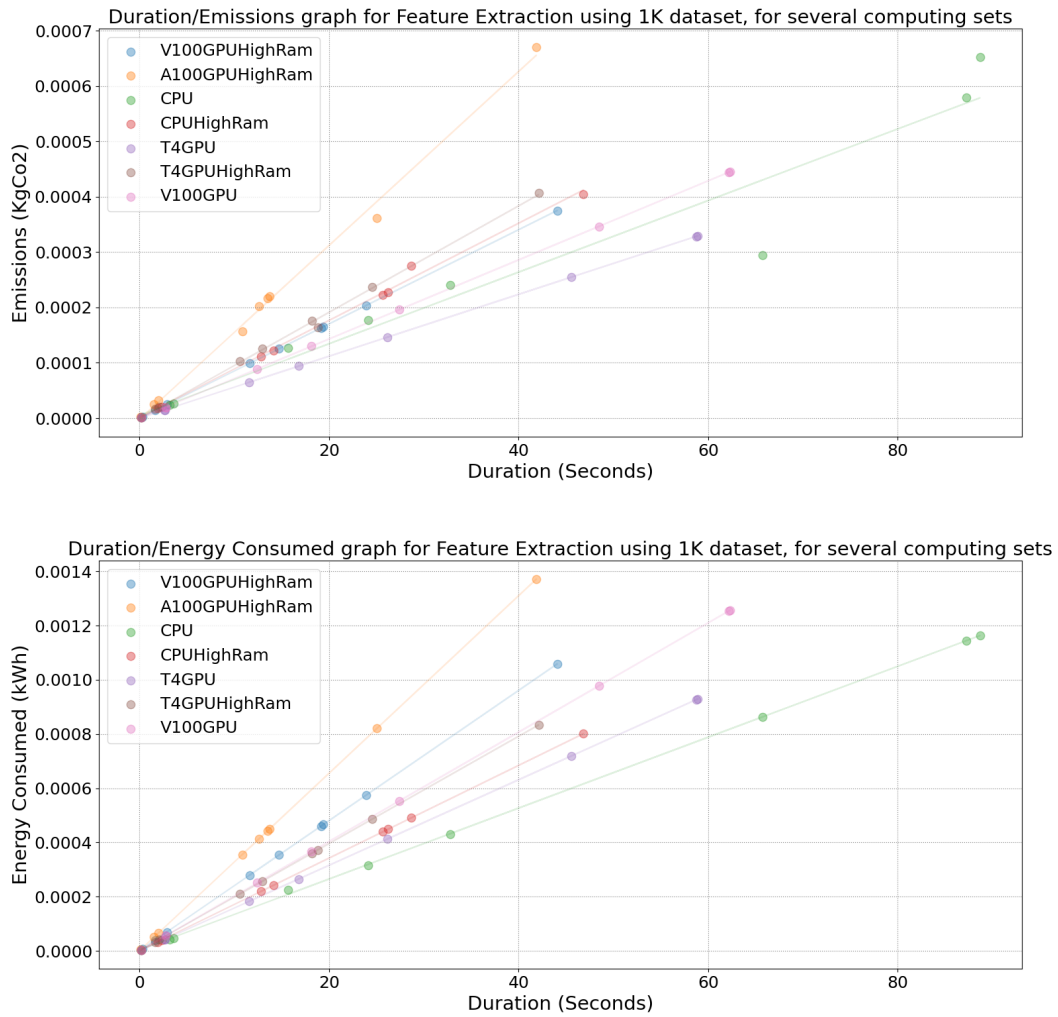 Duration/Emissions graph for Feature Extraction using 1K dataset, for several computing sets
0.0007
0.0006
0.0005
0.0004
0.0003
0.0002
0.0001
0.0000
Emissions (KgCo2)
V100GPUHighRam
A100GPUHighRam
CPU
CPUHighRam
T4GPU
T4GPUHighRam
V100GPU
0 20 40 60 80
Duration (Seconds)
Duration/Energy Consumed graph for Feature Extraction using 1K dataset, for several computing sets
0.0014
0.0012
0.0010
0.0008
0.0006
0.0004
0.0002
0.0000
Energy Consumed (kWh)
V100GPUHighRam
A100GPUHighRam
CPU
CPUHighRam
T4GPU
T4GPUHighRam
V100GPU
0 20 40 60 80
Duration (Seconds)